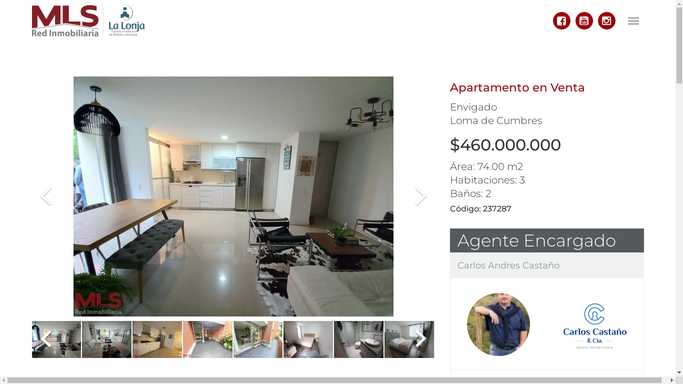 MLS
Red Inmobiliaria
La Lonja
Apartamento en Venta
Envigado
Loma de Cumbres
$460.000.000
Área: 74.00 m2
Habitaciones: 3
Baños: 2
Código: 237287
MLS
Red Inmobiliaria
Agente Encargado
Carlos Andres Castaño
Carlos Castaño
& Cia.